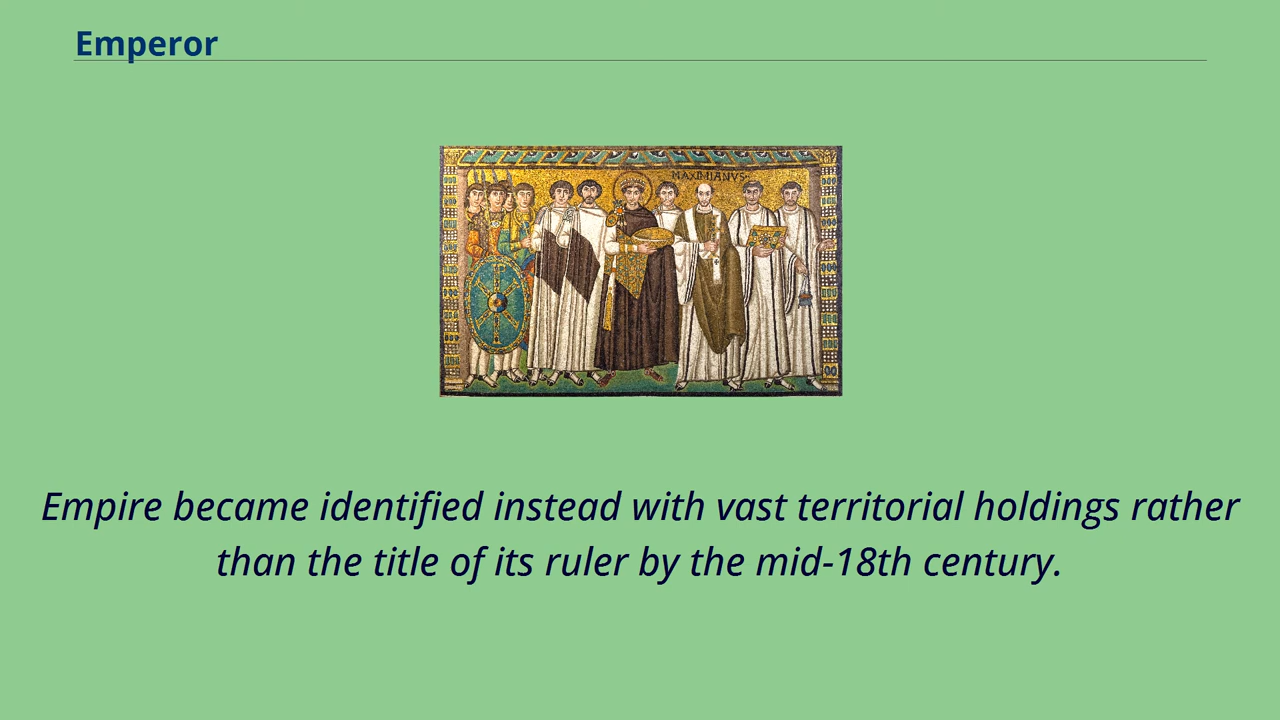 Emperor
MAXIMIANVS
Empire became identified instead with vast territorial holdings rather
than the title of its ruler by the mid-18th century.